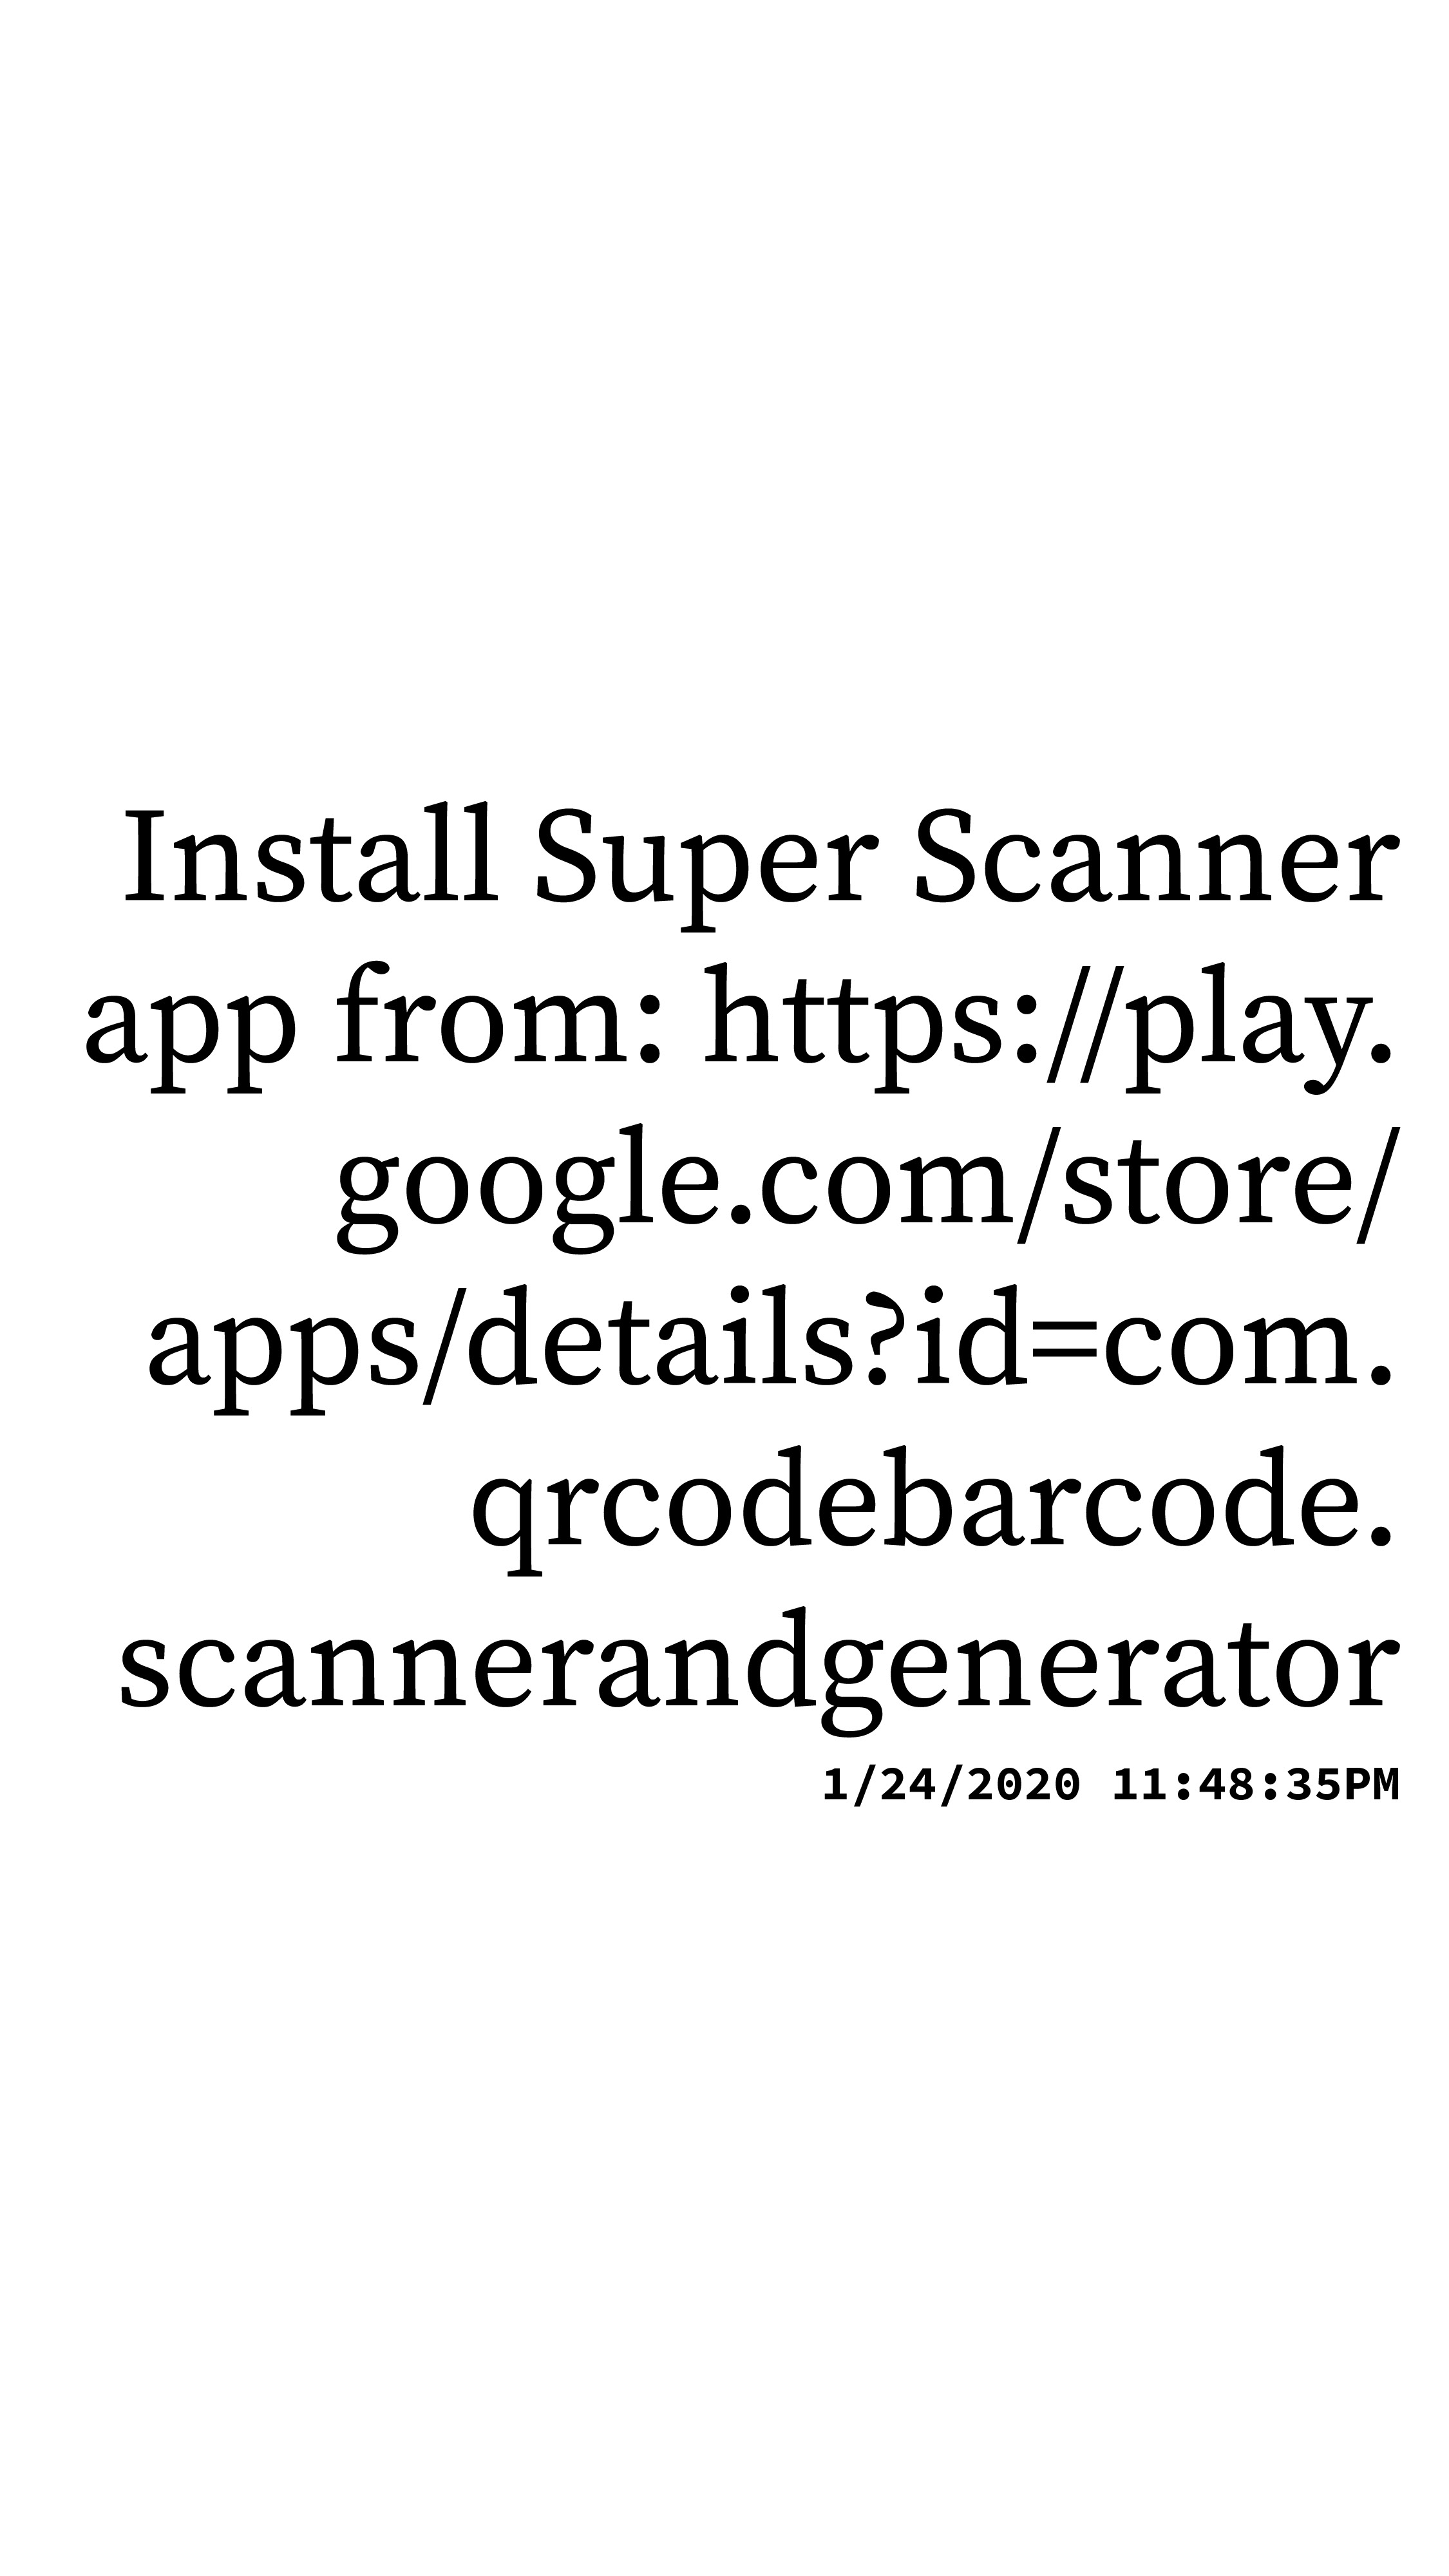 Install Super Scanner
app from: https://play.
google.com/store/
apps/details?id=com.
qrcodebarcode.
scannerandgenerator
1/24/2020 11:48:35PM